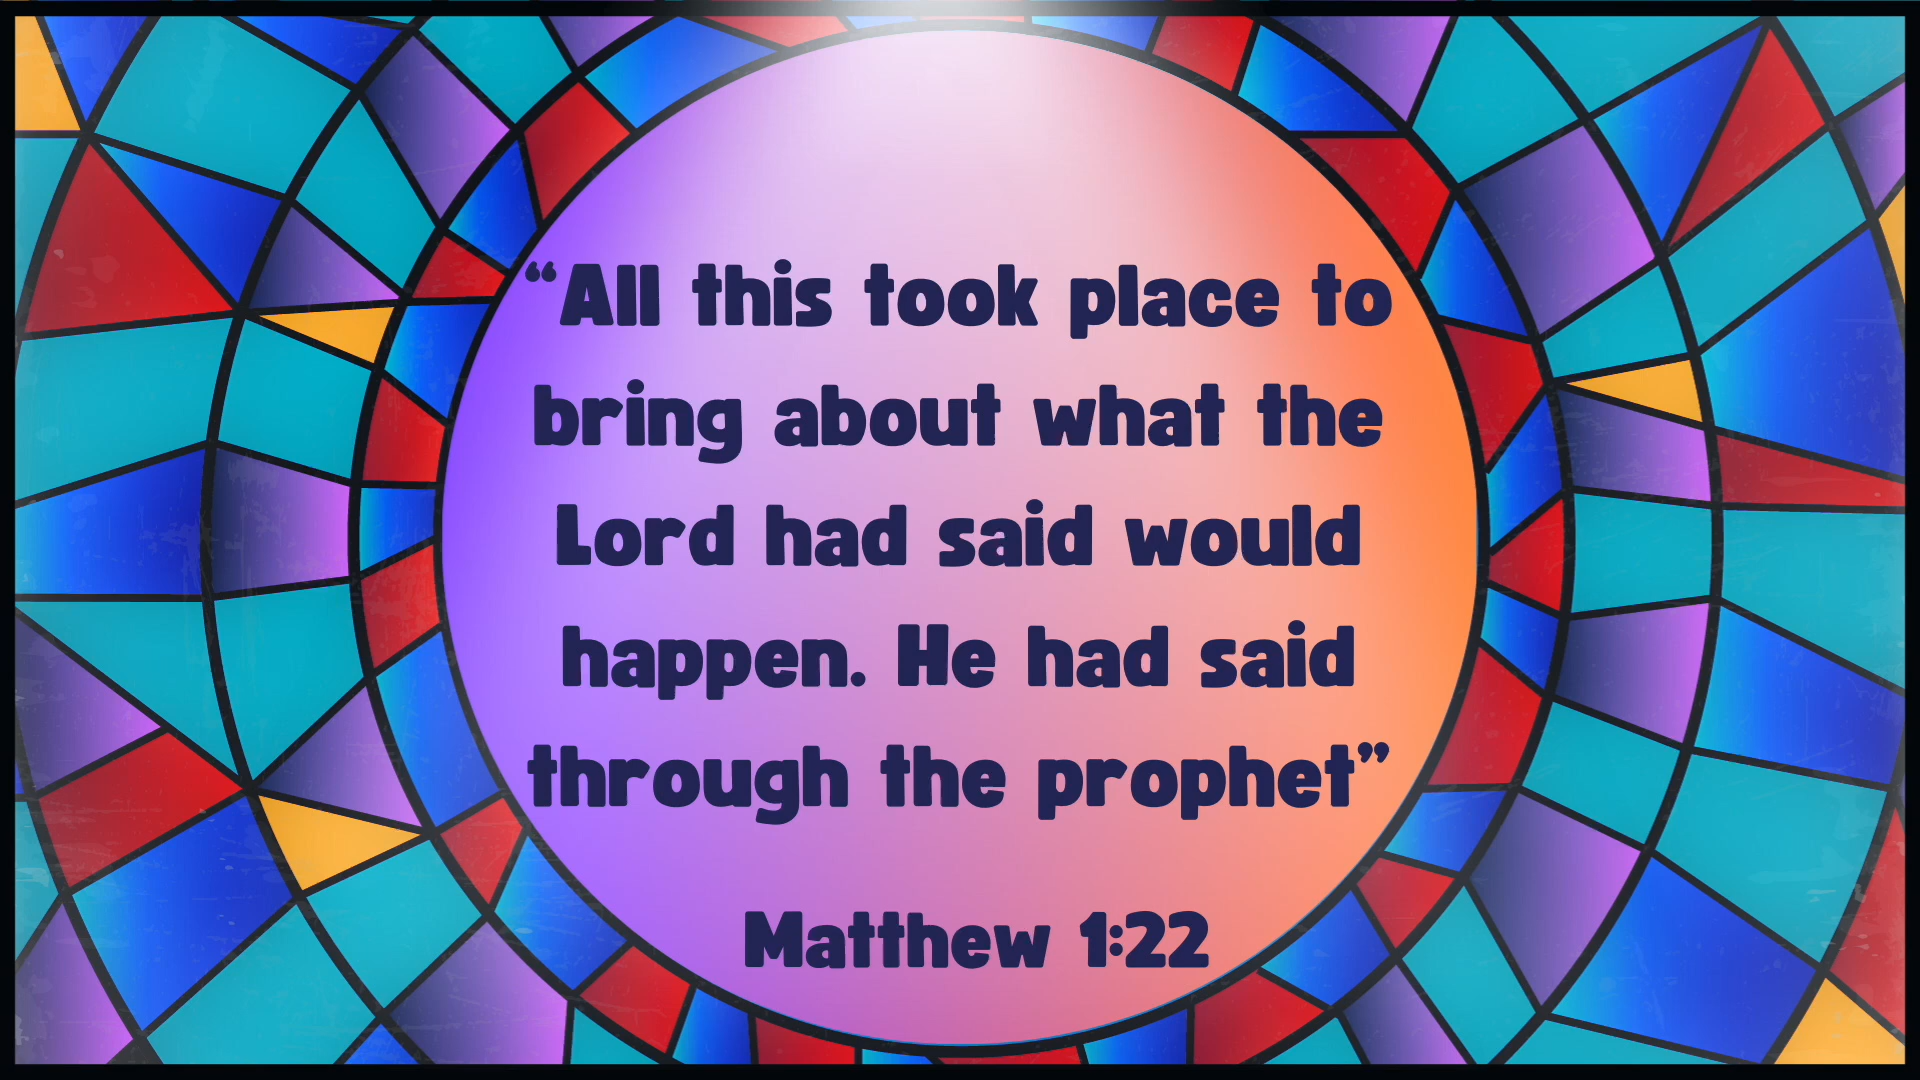 “All this took place to
bring about what the
Lord had said would
happen. He had said
through the prophet”
Matthew 1:22